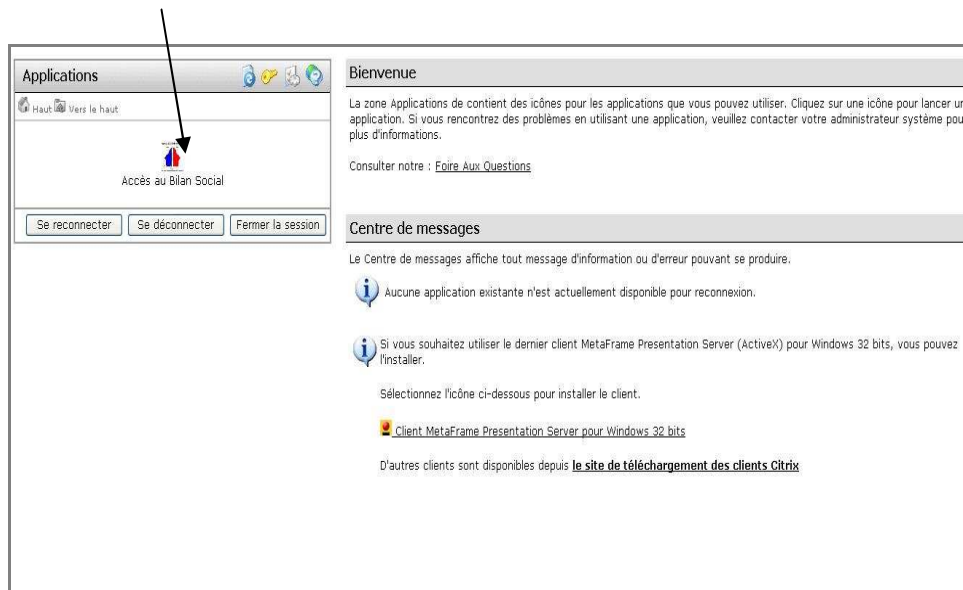 Applications
Haut Vers le haut
Accès au Bilan Social
Se reconnecter Se déconnecter Fermer la session
Bienvenue
La zone Applications de contient des icônes pour les applications que vous pouvez utiliser. Cliquez sur une icône pour lancer un
application. Si vous rencontrez des problèmes en utilisant une application, veuillez contacter votre administrateur système pou
plus d'informations.
Consulter notre : Foire Aux Questions
Centre de messages
Le Centre de messages affiche tout message d'information ou d'erreur pouvant se produire.
Aucune application existante n'est actuellement disponible pour reconnexion.
Si vous souhaitez utiliser le dernier client MetaFrame Presentation Server (ActiveX) pour Windows 32 bits, vous pouvez
l'installer.
Sélectionnez l'icône ci-dessous pour installer le client.
Client MetaFrame Presentation Server pour Windows 32 bits
D'autres clients sont disponibles depuis le site de téléchargement des clients Citrix